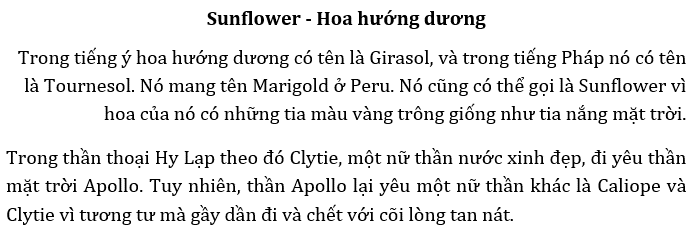 Sunflower - Hoa hướng dương
Trong tiếng ý hoa hướng dương có tên là Girasol, và trong tiếng Pháp nó có tên
là Tournesol. Nó mang tên Marigold ở Peru. Nó cũng có thể gọi là Sunflower vì
hoa của nó có những tia màu vàng trông giống như tia nắng mặt trời.
Trong thần thoại Hy Lạp theo đó Clytie, một nữ thần nước xinh đẹp, đi yêu thần
mặt trời Apollo. Tuy nhiên, thần Apollo lại yêu một nữ thần khác là Caliope và
Clytie vì tương tư mà gầy dần đi và chết với cõi lòng tan nát.